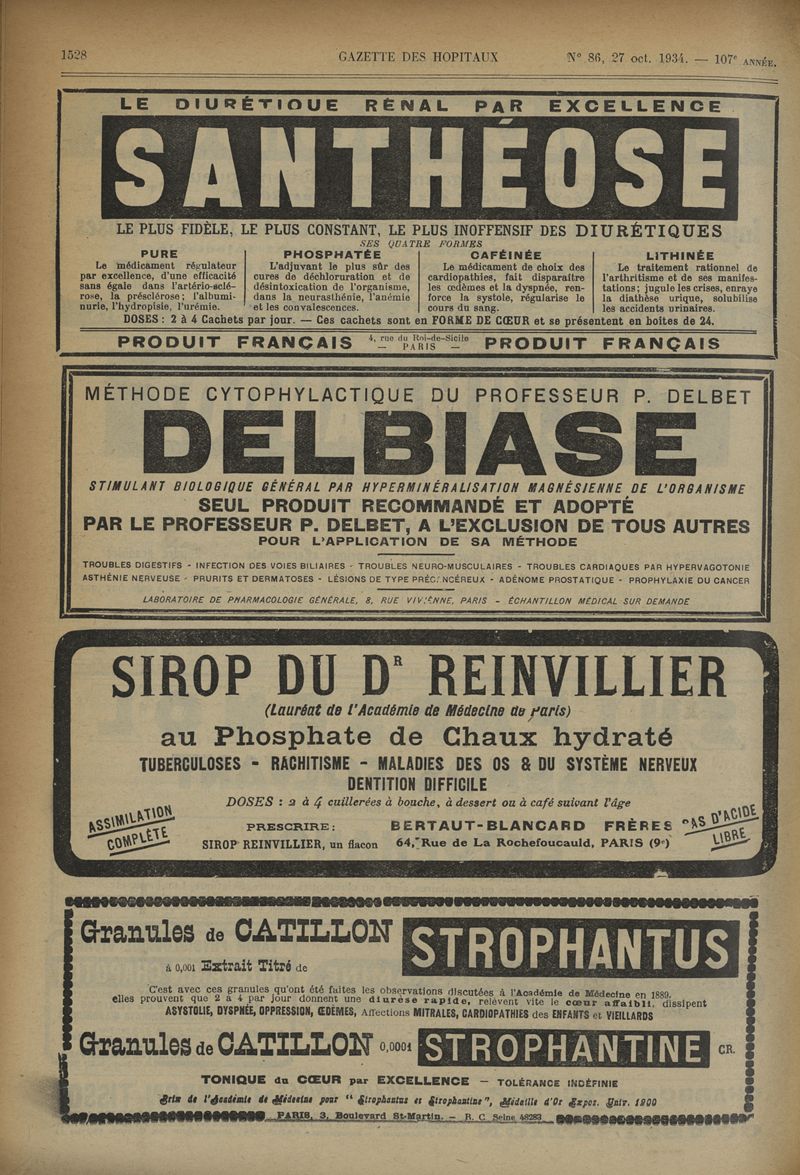 1528 GAZETTE DES HOPITAUX N° 86, 27 oct. 1934. — 107e ANNÉE.
LE DIURÉTIQUE RÉNAL PAR EXCELLENCE
SANTHÉOSE
LE PLUS FIDÈLE, LE PLUS CONSTANT, LE PLUS INOFFENSIF DES DIURÉTIQUES
SES QUATRE FORMES
PURE
Le médicament régulateur
par excellence, d'une efficacité
sans égale dans l'artério-sclé-
rose, la présclérose; l'albumi-
nurie, l'hydropisie, l'urémie.
PHOSPHATÉE
L'adjuvant le plus sûr des
cures de déchloruration et de
désintoxication de l'organisme,
dans la neurasthénie, l'anémie
et les convalescences.
CAFÉINÉE
Le médicament de choix des
cardiopathies, fait disparaître
les œdèmes et la dyspnée, ren-
force la systole, régularise le
cours du sang.
LITHINÉE
Le traitement rationnel de
l'arthritisme et de ses manifes-
tations; jugule les crises, enraye
la diathèse urique, solubilise
les accidents urinaires.
DOSES : 2 à 4 Cachets par jour. — Ces cachets sont en FORME DE CŒUR et se présentent en boîtes de 24.
PRODUIT FRANÇAIS 4, rue du Roi-de-Sicile PRODUIT FRANÇAIS
— PARIS —
MÉTHODE CYTOPHYLACTIQUE DU PROFESSEUR P. DELBET
DELBIASE
STIMULANT BIOLOGIQUE GÉNÉRAL PAR HYPERMINÉRALISATION MAGNÉSIENNE DE L'ORGANISME
SEUL PRODUIT RECOMMANDÉ ET ADOPTÉ
PAR LE PROFESSEUR P. DELBET, A L'EXCLUSION DE TOUS AUTRES
POUR L'APPLICATION DE SA MÉTHODE
TROUBLES DIGESTIFS - INFECTION DES VOIES BILIAIRES - TROUBLES NEURO-MUSCULAIRES - TROUBLES CARDIAQUES PAR HYPERVAGOTONIE
ASTHÉNIE NERVEUSE - PRURITS ET DERMATOSES - LÉSIONS DE TYPE PRÉCANCÉREUX - ADÉNOME PROSTATIQUE - PROPHYLAXIE DU CANCER
LABORATOIRE DE PHARMACOLOGIE GÉNÉRALE, 8, RUE VIVIENNE, PARIS - ÉCHANTILLON MÉDICAL SUR DEMANDE
SIROP DU DR REINVILLIER
(Lauréat de l'Académie de Médecine de Paris)
au Phosphate de Chaux hydraté
TUBERCULOSES - RACHITISME - MALADIES DES OS & DU SYSTÈME NERVEUX
DENTITION DIFFICILE
DOSES : 2 à 4 cuillerées à bouche, à dessert ou à café suivant l'âge
ASSIMILATION
COMPLÈTE
PRESCRIRE:
SIROP REINVILLIER, un flacon
BERTAUT-BLANCARD FRÈRES
64, Rue de La Rochefoucauld, PARIS (9e)
PAS D'ACIDE
LIBRE
Granules de CATILLON
à 0,001 Extrait Titré de
STROPHANTUS
C'est avec ces granules qu'ont été faites les observations discutées à l'Académie de Médecine en 1889.
elles prouvent que 2 à 4 par jour donnent une diurèse rapide, relèvent vite le cœur affaibli, dissipent
ASYSTOLIE, DYSPNÉE, OPPRESSION, ŒDÈMES, Affections MITRALES, CARDIOPATHIES des ENFANTS et VIEILLARDS
Granules de CATILLON 0,0001 STROPHANTINE CR.
TONIQUE du CŒUR par EXCELLENCE — TOLÉRANCE INDÉFINIE
Prix de l'Académie de Médecine pour "Strophantus et Strophantine", Médaille d'Or Expos. Univ. 1900
PARIS, 3, Boulevard St-Martin. — R. C. Seine 48283